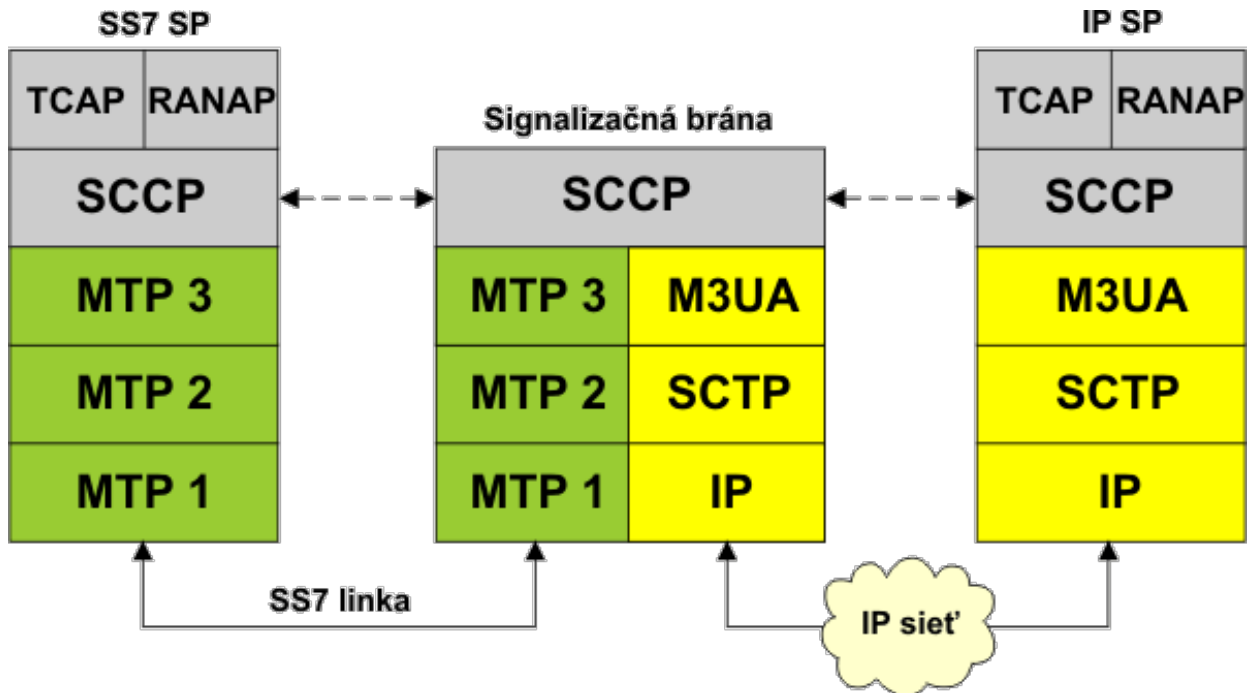 SS7 SP
TCAP RANAP
SCCP
MTP 3
MTP 2
MTP 1
Signalizačná brána
SCCP
MTP 3 M3UA
MTP 2 SCTP
MTP 1 IP
IP SP
TCAP RANAP
SCCP
M3UA
SCTP
IP
SS7 linka
IP sieť